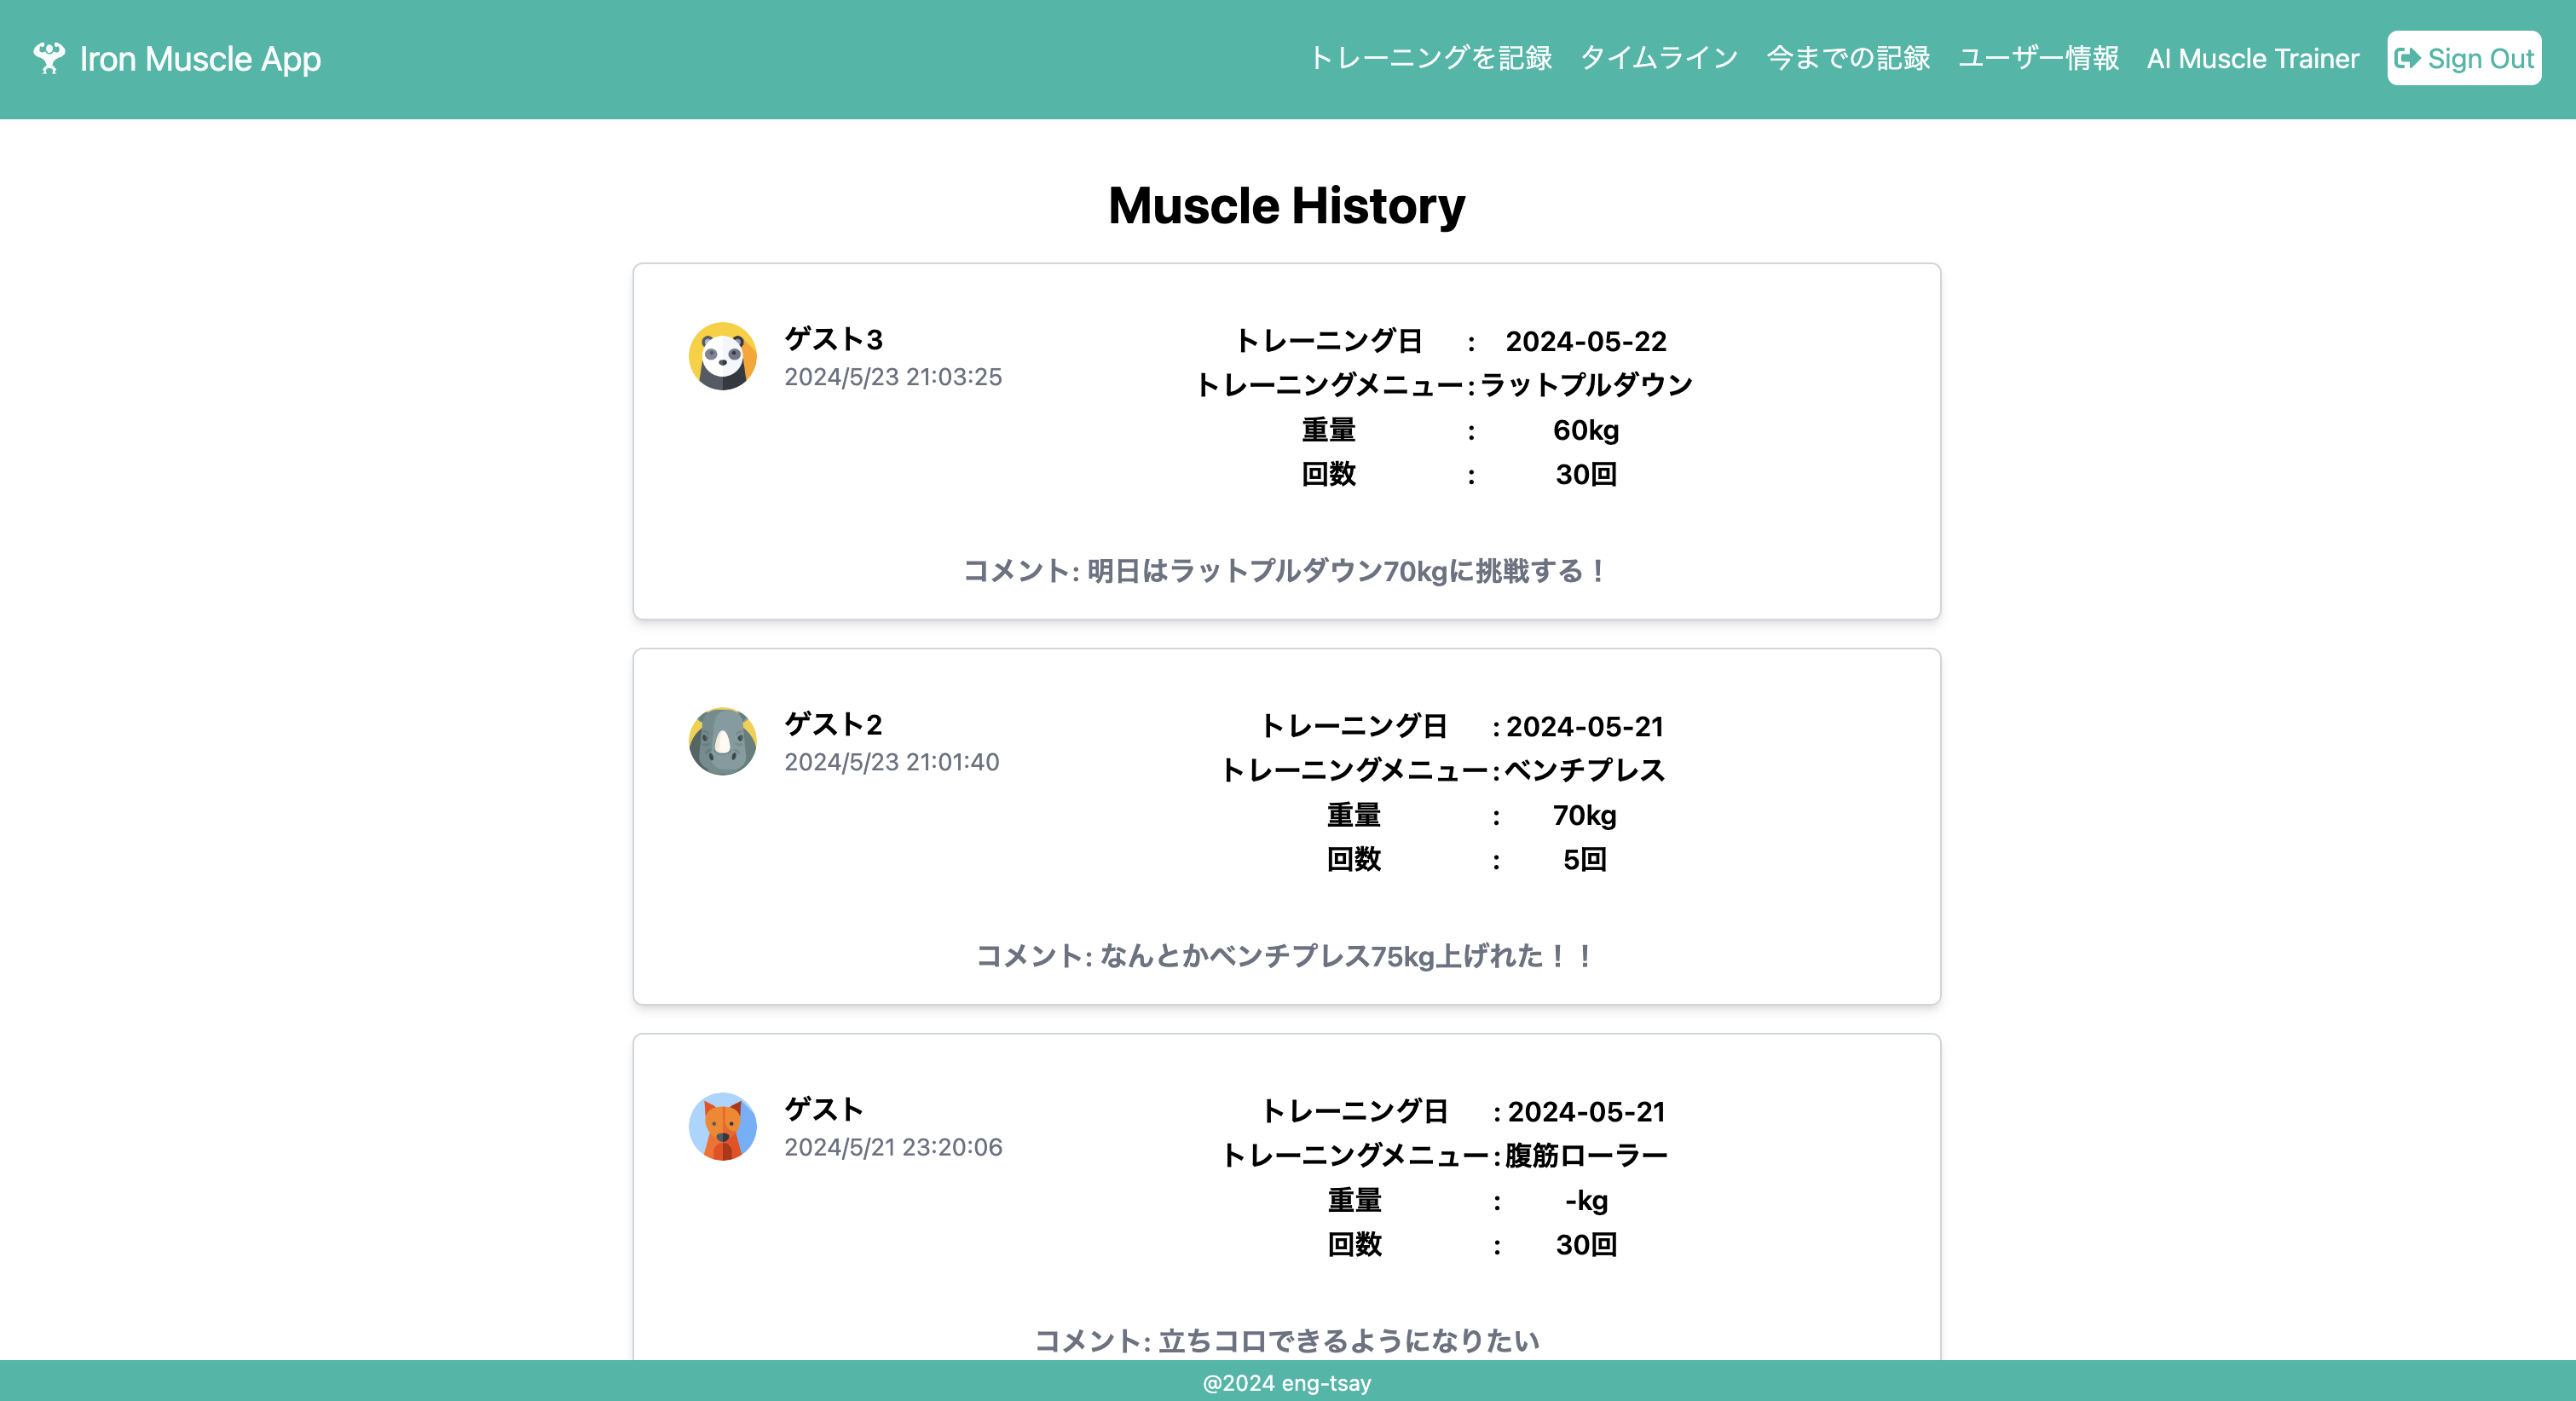 Iron Muscle App
トレーニングを記録 タイムライン 今までの記録 ユーザー情報 AI Muscle Trainer Sign Out
Muscle History
ゲスト3
2024/5/23 21:03:25
トレーニング日 : 2024-05-22
トレーニングメニュー : ラットプルダウン
重量 : 60kg
回数 : 30回
コメント: 明日はラットプルダウン70kgに挑戦する！
ゲスト2
2024/5/23 21:01:40
トレーニング日 : 2024-05-21
トレーニングメニュー : ベンチプレス
重量 : 70kg
回数 : 5回
コメント: なんとかベンチプレス75kg上げれた！！
ゲスト
2024/5/21 23:20:06
トレーニング日 : 2024-05-21
トレーニングメニュー : 腹筋ローラー
重量 : -kg
回数 : 30回
コメント: 立ちコロできるようになりたい
@2024 eng-tsay